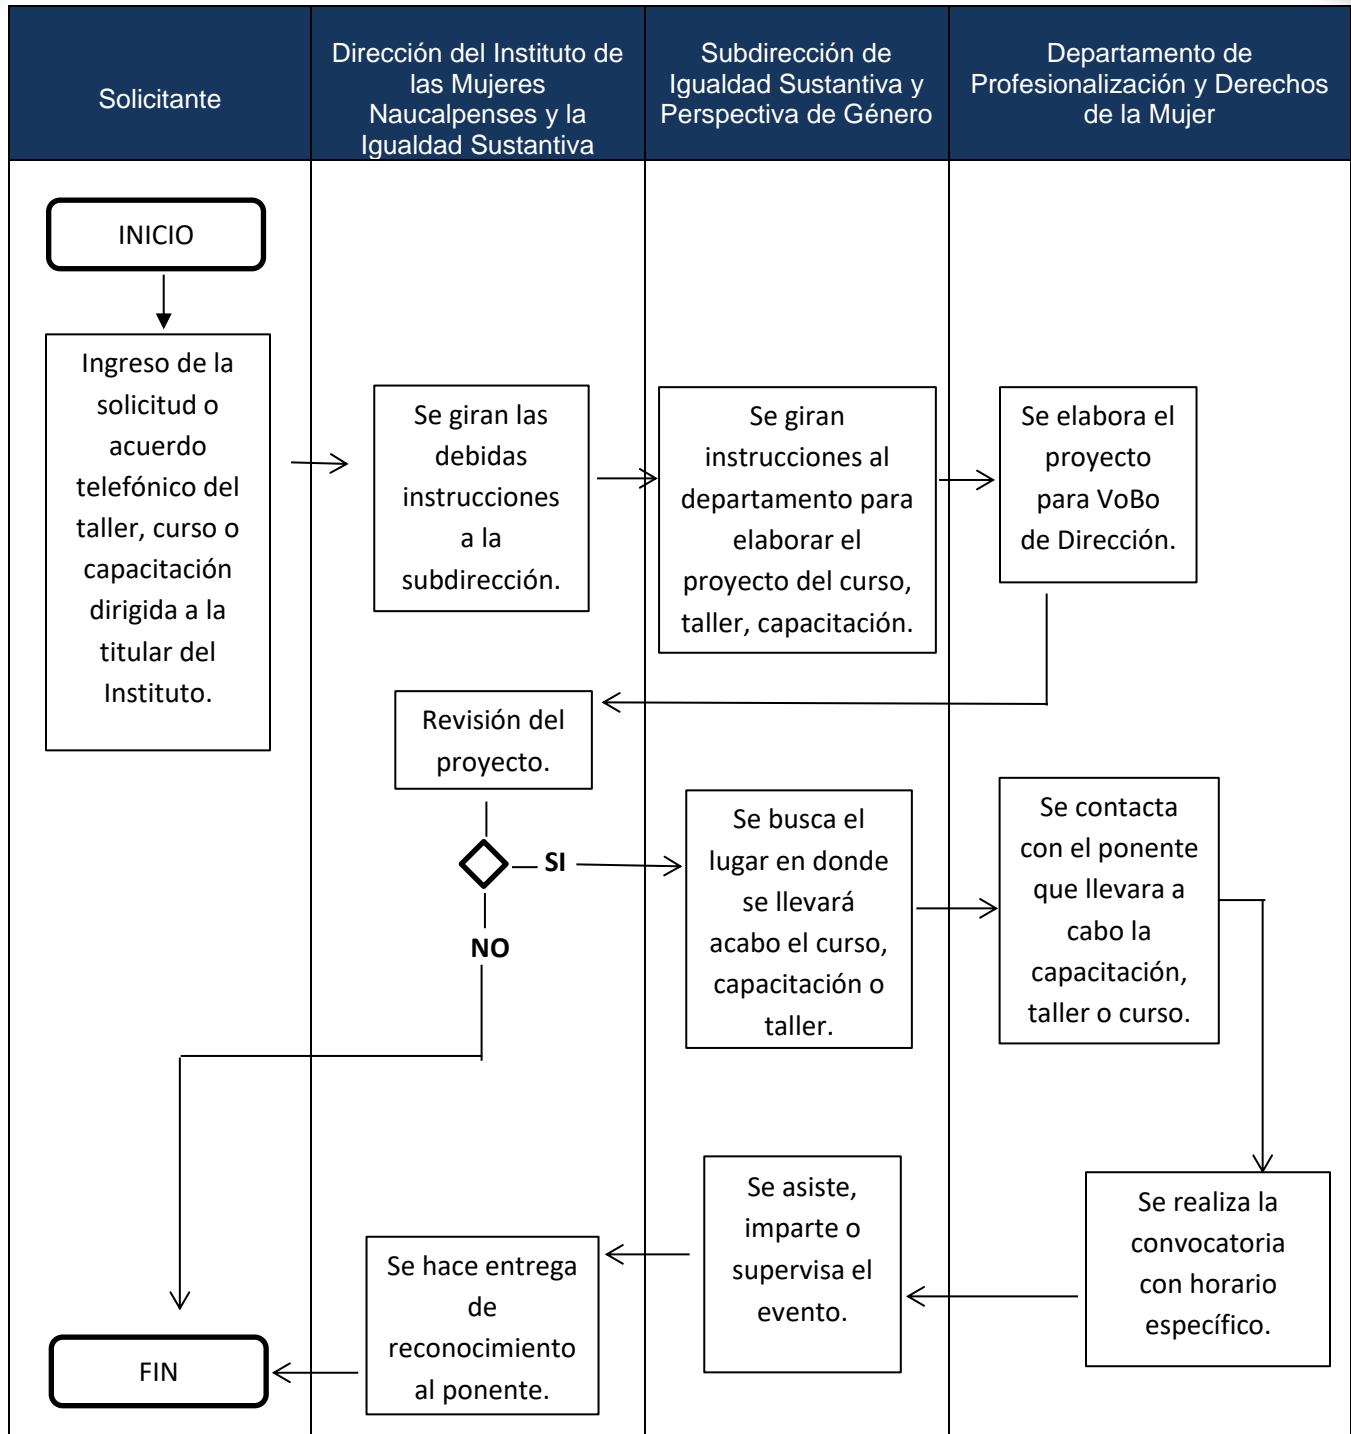 Solicitante
Dirección del Instituto de
las Mujeres
Naucalpenses y la
Igualdad Sustantiva
Subdirección de
Igualdad Sustantiva y
Perspectiva de Género
Departamento de
Profesionalización y Derechos
de la Mujer
INICIO
Ingreso de la
solicitud o
acuerdo
telefónico del
taller, curso o
capacitación
dirigida a la
titular del
Instituto.
Se giran las
debidas
instrucciones
a la
subdirección.
Se giran
instrucciones al
departamento para
elaborar el
proyecto del curso,
taller, capacitación.
Se elabora el
proyecto
para VoBo
de Dirección.
Revisión del
proyecto.
SI
NO
Se busca el
lugar en donde
se llevará
acabo el curso,
capacitación o
taller.
Se contacta
con el ponente
que llevara a
cabo la
capacitación,
taller o curso.
Se realiza la
convocatoria
con horario
específico.
Se asiste,
imparte o
supervisa el
evento.
Se hace entrega
de
reconocimiento
al ponente.
FIN